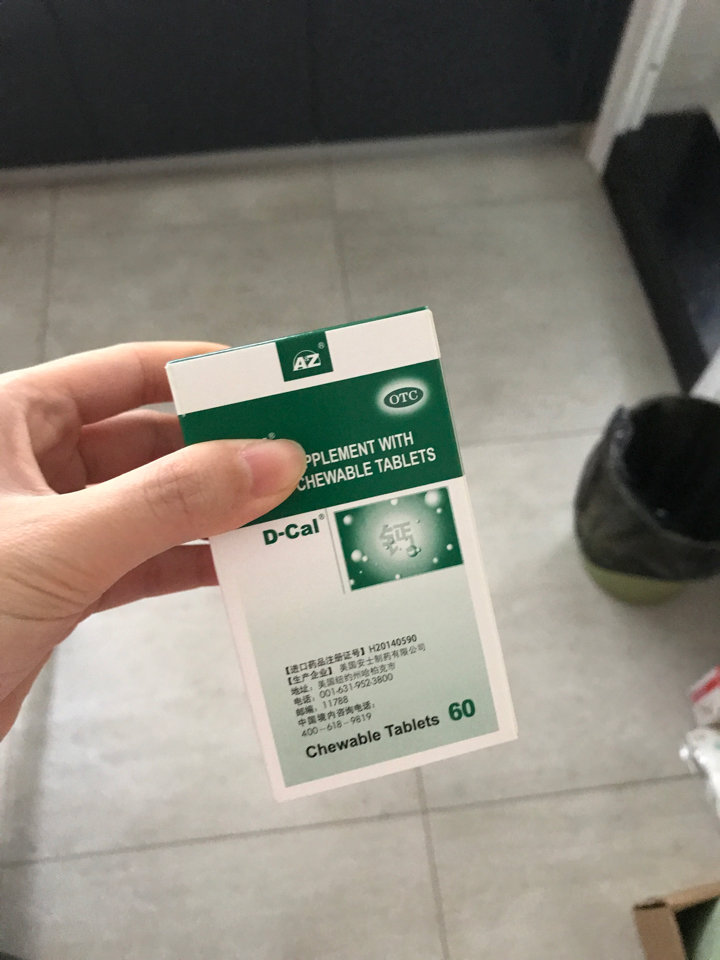 AZ®
OTC
®
PPLEMENT WITH
CHEWABLE TABLETS
D-Cal®
钙
【进口药品注册证号】H20140590
【生产企业】 美国安士制药有限公司
地址：美国纽约州哈柏克市
电话：001-631-952-3800
邮编：11788
中国境内咨询电话：
400-618-9819
Chewable Tablets 60